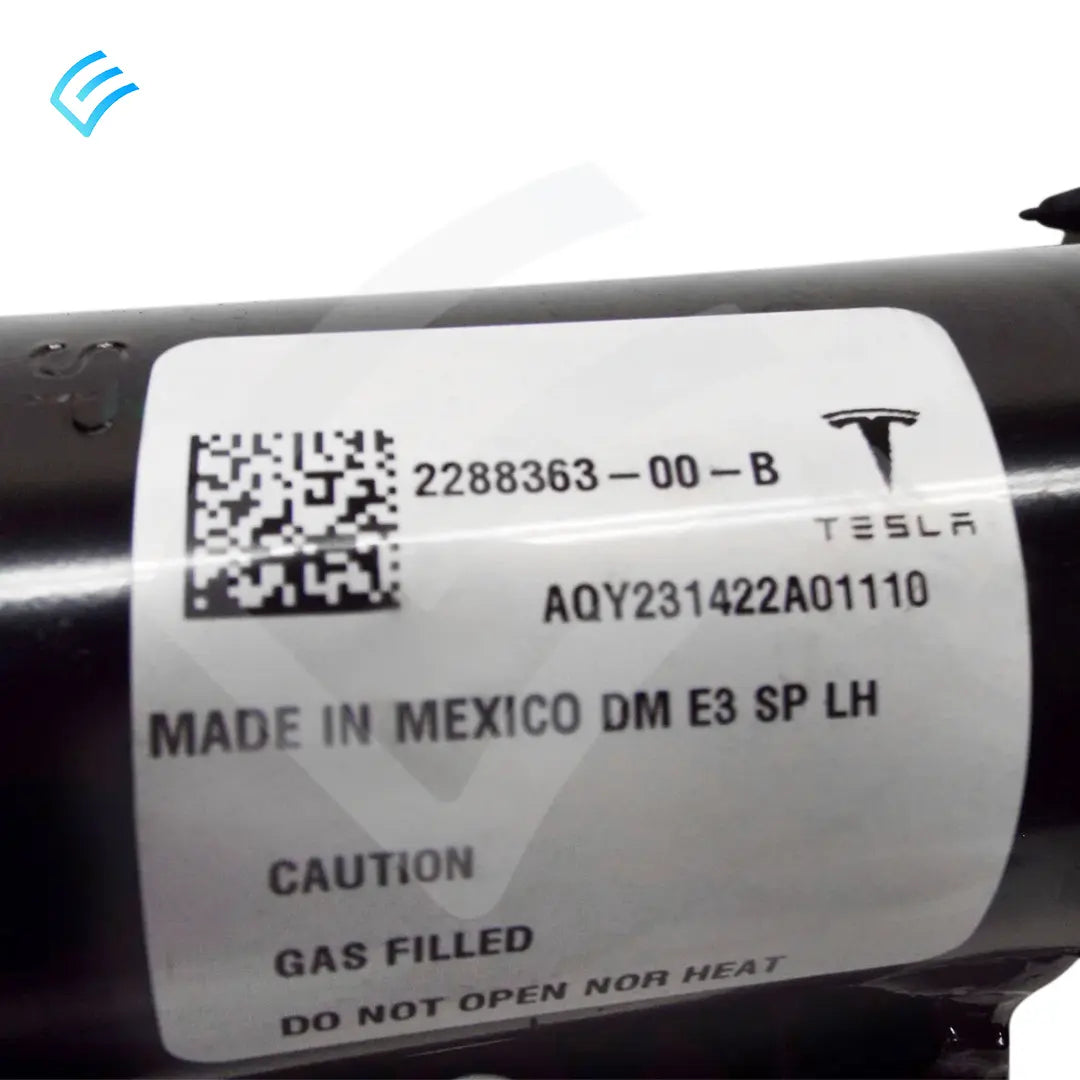 2288363-00-B
TESLA
AQY231422A01110
MADE IN MEXICO DM E3 SP LH
CAUTION
GAS FILLED
DO NOT OPEN NOR HEAT